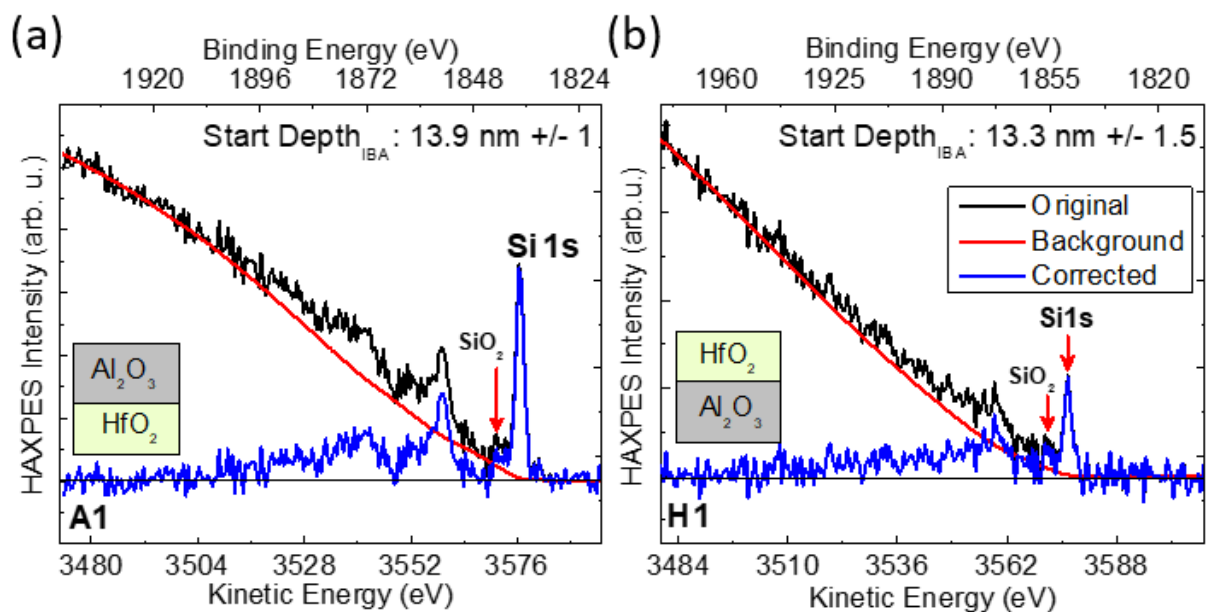 (a)
Binding Energy (eV)
1920 1896 1872 1848 1824
Start Depth_IBA : 13.9 nm +/- 1
Si 1s
SiO₂
Al₂O₃
HfO₂
A1
HAXPES Intensity (arb. u.)
3480 3504 3528 3552 3576
Kinetic Energy (eV)
(b)
Binding Energy (eV)
1960 1925 1890 1855 1820
Start Depth_IBA : 13.3 nm +/- 1.5
Original
Background
Corrected
Si1s
SiO₂
HfO₂
Al₂O₃
H1
HAXPES Intensity (arb.u.)
3484 3510 3536 3562 3588
Kinetic Energy (eV)